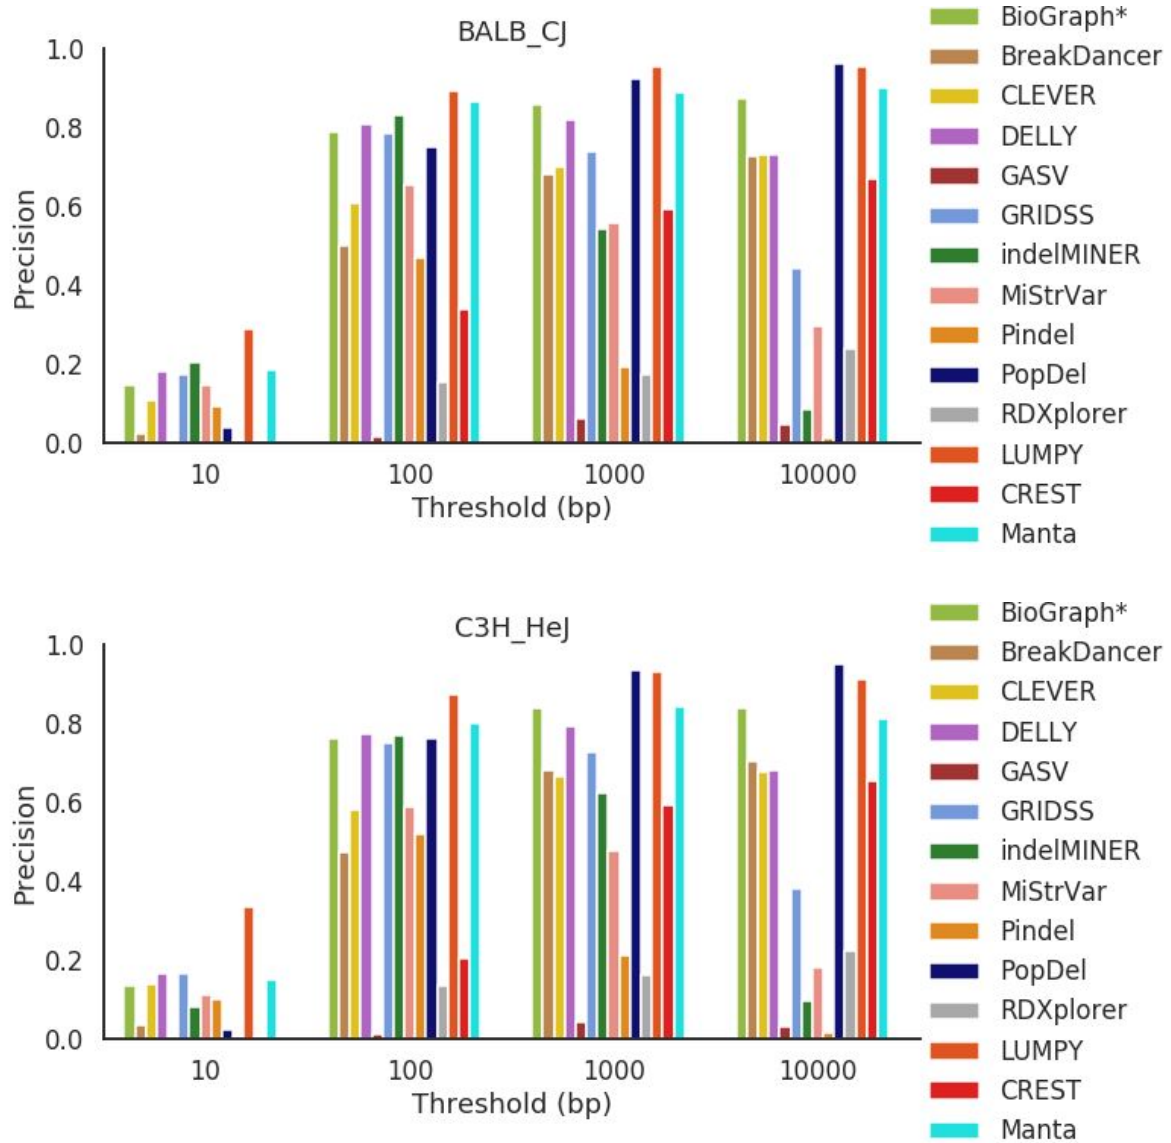 BALB_CJ
Precision
1.0
0.8
0.6
0.4
0.2
0.0
10 100 1000 10000
Threshold (bp)
BioGraph*
BreakDancer
CLEVER
DELLY
GASV
GRIDSS
indelMINER
MiStrVar
Pindel
PopDel
RDXplorer
LUMPY
CREST
Manta
C3H_HeJ
Precision
1.0
0.8
0.6
0.4
0.2
0.0
10 100 1000 10000
Threshold (bp)
BioGraph*
BreakDancer
CLEVER
DELLY
GASV
GRIDSS
indelMINER
MiStrVar
Pindel
PopDel
RDXplorer
LUMPY
CREST
Manta